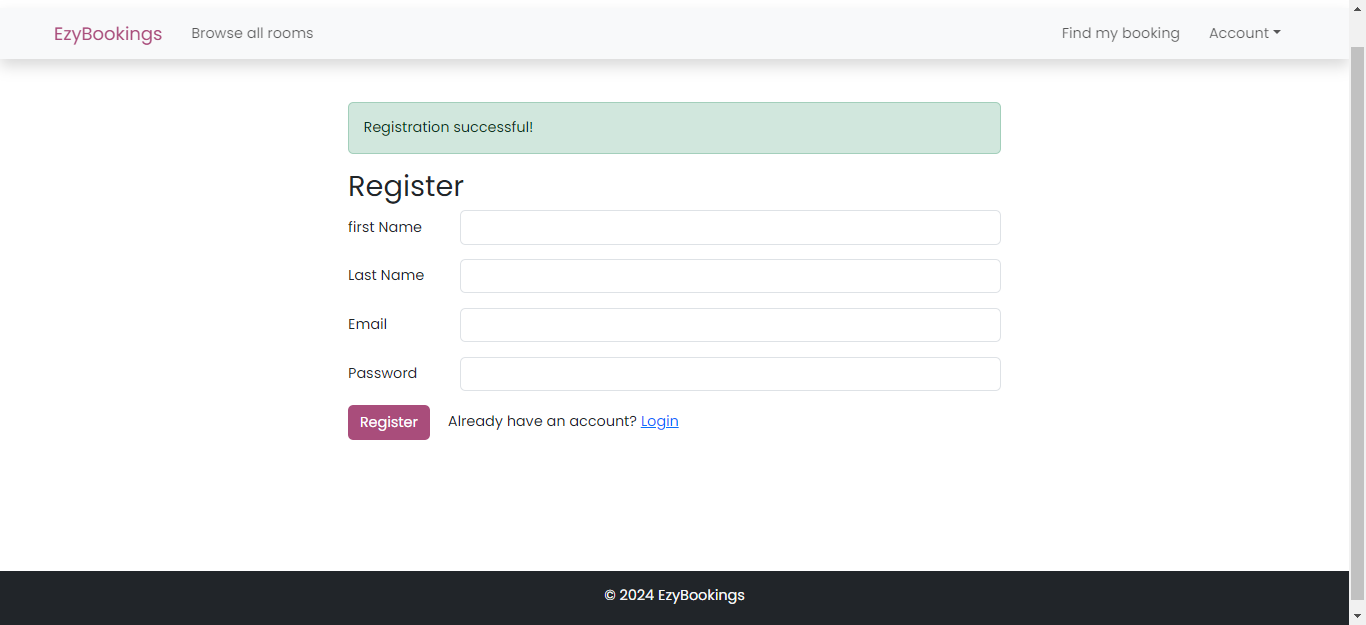 EzyBookings Browse all rooms Find my booking Account
Registration successful!
Register
first Name
Last Name
Email
Password
Register Already have an account? Login
© 2024 EzyBookings